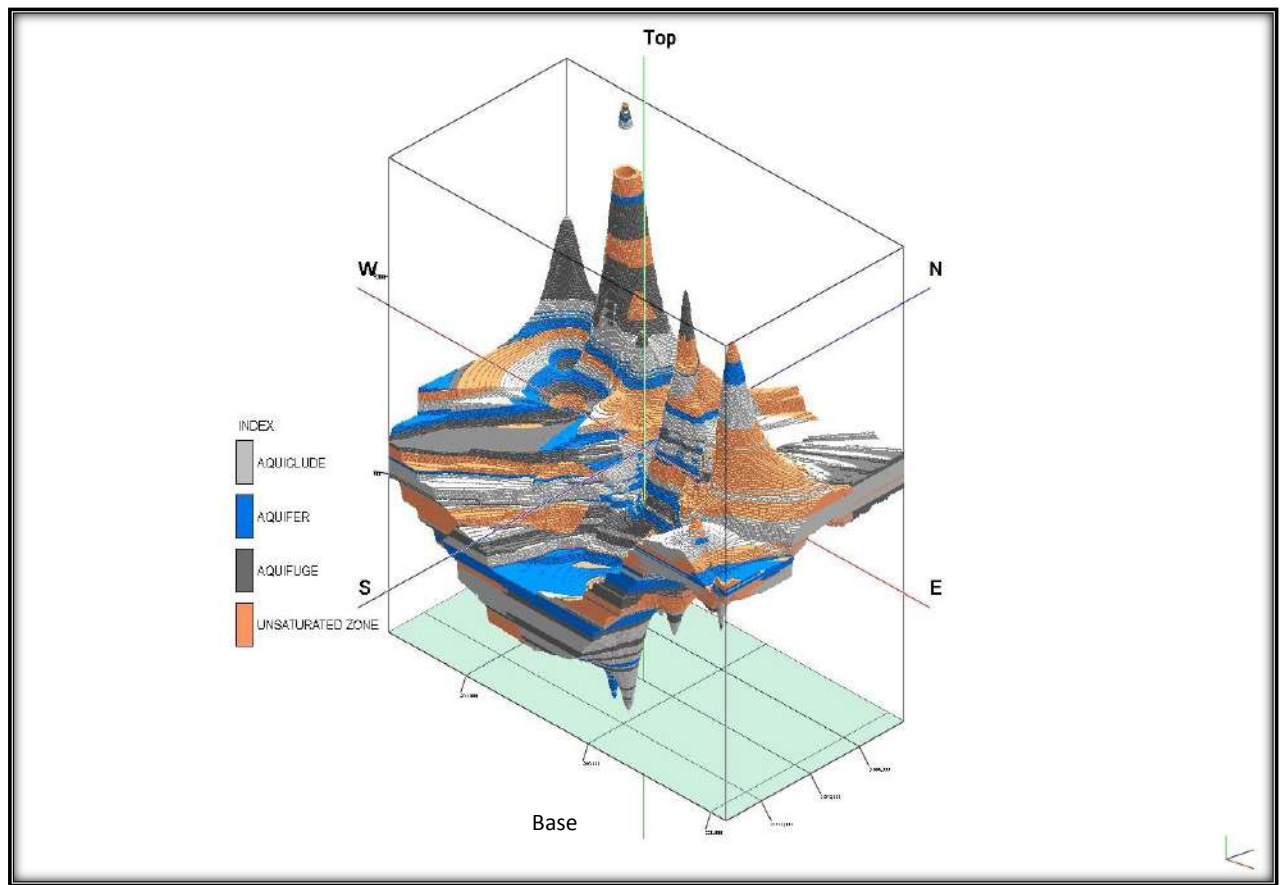 Top
W
N
INDEX
AQUICLUDE
AQUIFER
AQUIFUGE
UNSATURATED ZONE
S
E
Base